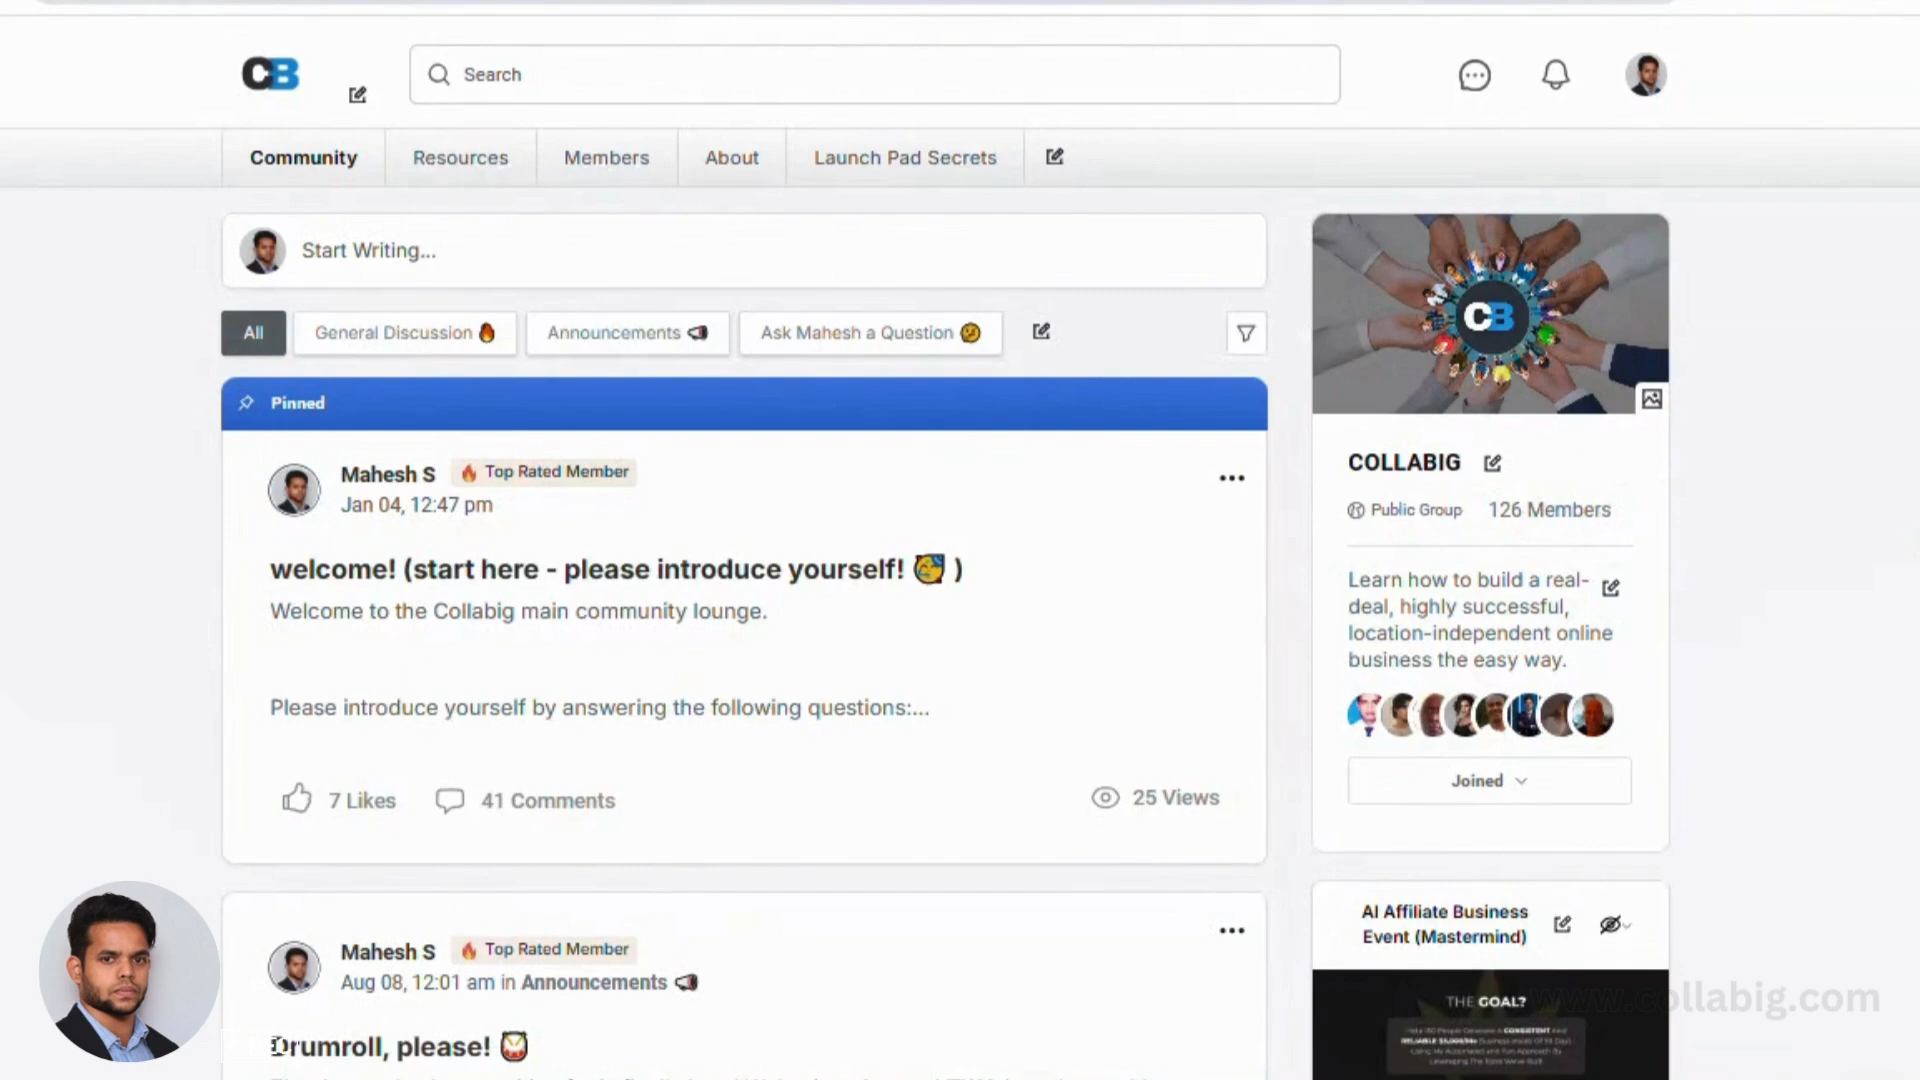 CB
Search
Community
Resources
Members
About
Launch Pad Secrets
Start Writing...
All
General Discussion 🔥
Announcements 📣
Ask Mahesh a Question 🤔
Pinned
Mahesh S
🔥 Top Rated Member
Jan 04, 12:47 pm
welcome! (start here - please introduce yourself! 🥳 )
Welcome to the Collabig main community lounge.
Please introduce yourself by answering the following questions:...
7 Likes
41 Comments
25 Views
Mahesh S
🔥 Top Rated Member
Aug 08, 12:01 am in Announcements 📣
Drumroll, please! 🥁
CB
COLLABIG
Public Group
126 Members
Learn how to build a real-
deal, highly successful,
location-independent online
business the easy way.
Joined
AI Affiliate Business
Event (Mastermind)
THE GOAL?
www.collabig.com